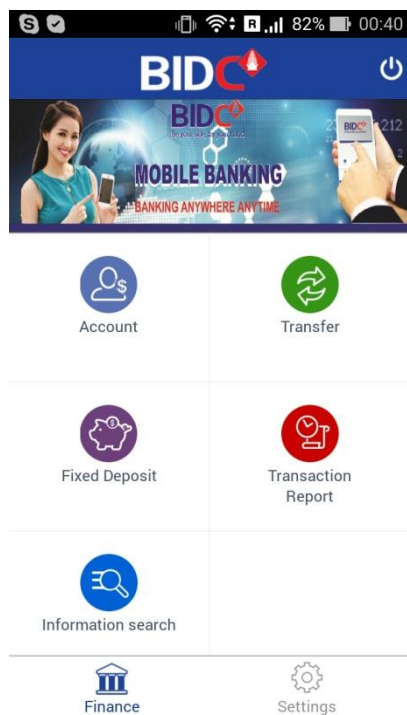 82% 00:40
BIDC
BIDC
MOBILE BANKING
BANKING ANYWHERE ANYTIME
BIDC
Account
Transfer
Fixed Deposit
Transaction
Report
Information search
Finance
Settings